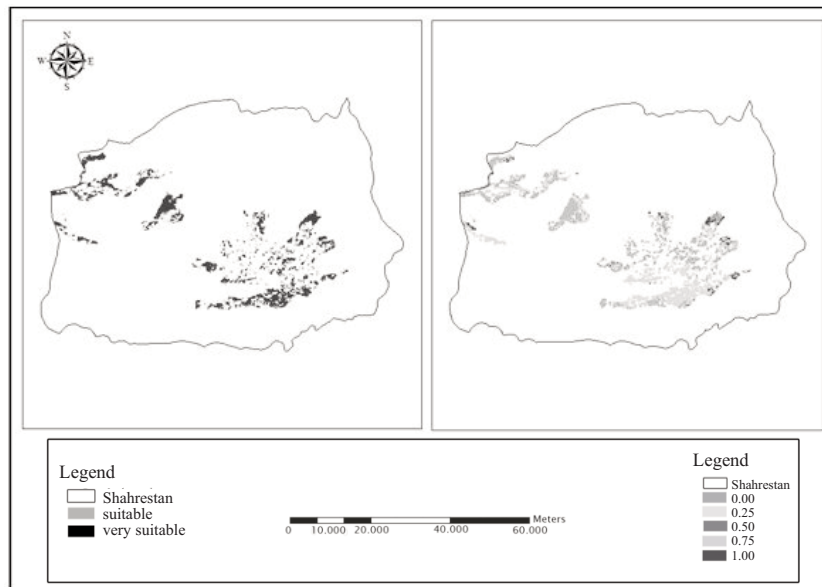 N
W E
S
Legend
Shahrestan
suitable
very suitable
Meters
0 10.000 20.000 40.000 60.000
Legend
Shahrestan
0.00
0.25
0.50
0.75
1.00